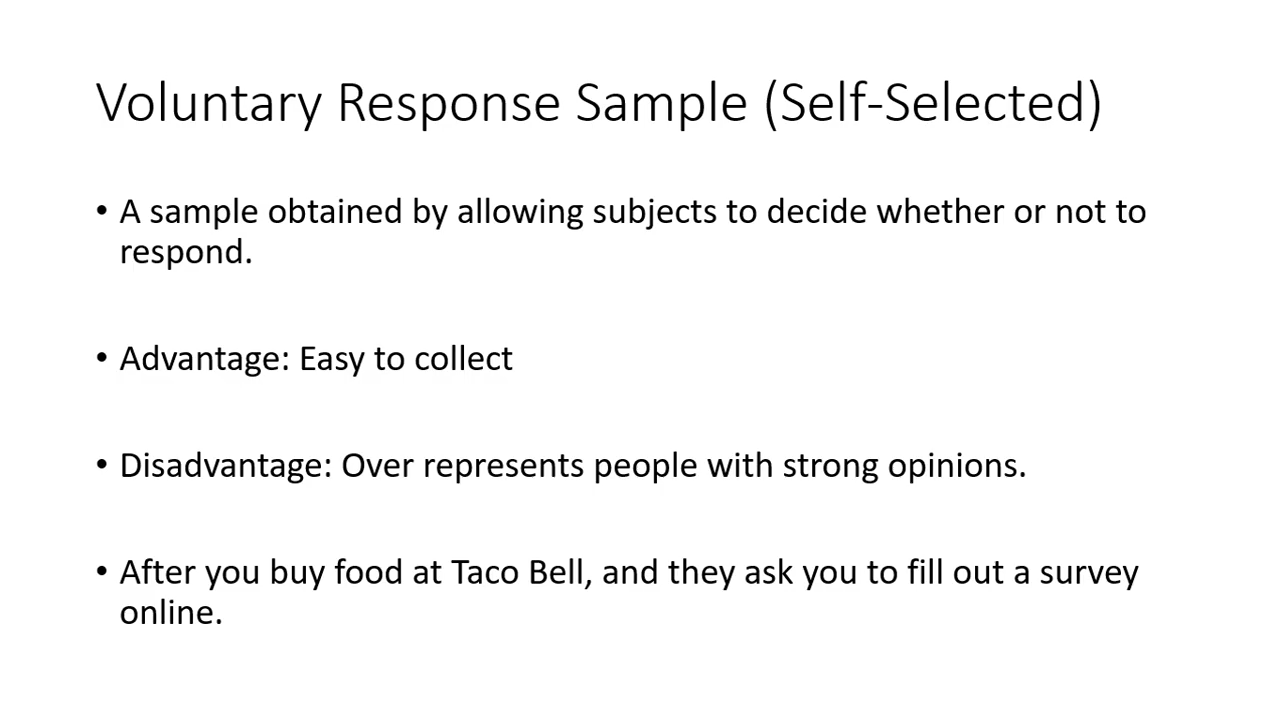 Voluntary Response Sample (Self-Selected)
• A sample obtained by allowing subjects to decide whether or not to
respond.
• Advantage: Easy to collect
• Disadvantage: Over represents people with strong opinions.
• After you buy food at Taco Bell, and they ask you to fill out a survey
online.